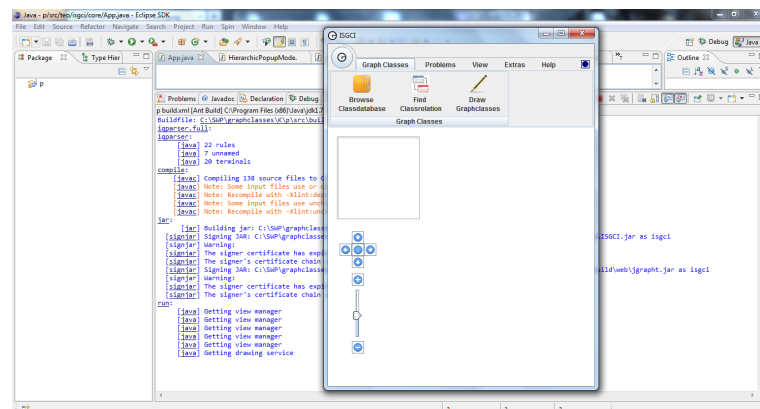 Java - p/src/teo/isgci/core/App.java - Eclipse SDK
File Edit Source Refactor Navigate Search Project Run Spin Window Help
Debug Java
Package Type Hier
App.java HierarchicPopupMode.
Outline
p
Problems Javadoc Declaration Debug
p build.xml [Ant Build] C:\Program Files (x86)\Java\jdk1.7
Buildfile: C:\SWP\graphclasses\K\p\src\buil
iqparser.full:
iqparser:
[java] 22 rules
[java] 7 unnamed
[java] 20 terminals
compile:
[javac] Compiling 138 source files to C
[javac] Note: Some input files use or
[javac] Note: Recompile with -Xlint:de
[javac] Note: Some input files use unch
[javac] Note: Recompile with -Xlint:unc
jar:
[jar] Building jar: C:\SWP\graphclass
[signjar] Signing JAR: C:\SWP\graphclasse
ISGCI.jar as isgci
[signjar] Warning:
[signjar] The signer certificate has expi
[signjar] The signer's certificate chain
[signjar] Signing JAR: C:\SWP\graphclasse
ild\web\jgrapht.jar as isgci
[signjar] Warning:
[signjar] The signer certificate has expi
[signjar] The signer's certificate chain
run:
[java] Getting view manager
[java] Getting view manager
[java] Getting view manager
[java] Getting view manager
[java] Getting drawing service
ISGCI
Graph Classes Problems View Extras Help
Browse Classdatabase
Find Classrelation
Draw Graphclasses
Graph Classes